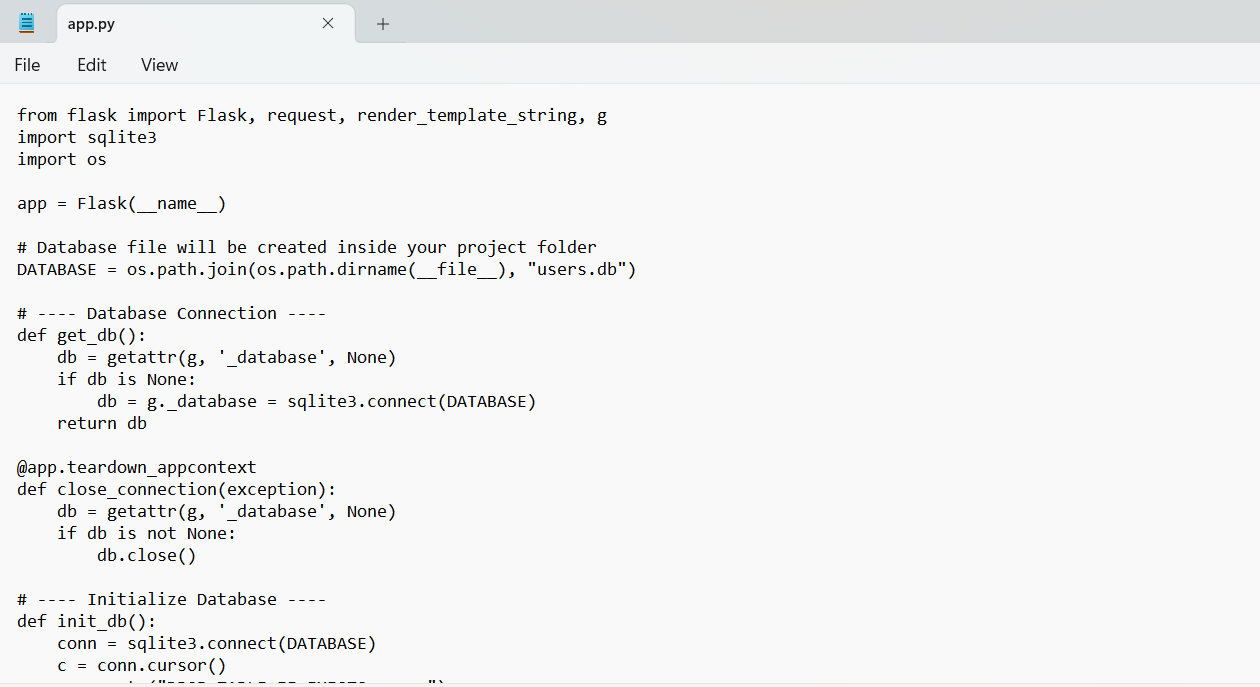 app.py
File Edit View
from flask import Flask, request, render_template_string, g
import sqlite3
import os
app = Flask(__name__)
# Database file will be created inside your project folder
DATABASE = os.path.join(os.path.dirname(__file__), "users.db")
# ---- Database Connection ----
def get_db():
    db = getattr(g, '_database', None)
    if db is None:
        db = g._database = sqlite3.connect(DATABASE)
    return db
@app.teardown_appcontext
def close_connection(exception):
    db = getattr(g, '_database', None)
    if db is not None:
        db.close()
# ---- Initialize Database ----
def init_db():
    conn = sqlite3.connect(DATABASE)
    c = conn.cursor()